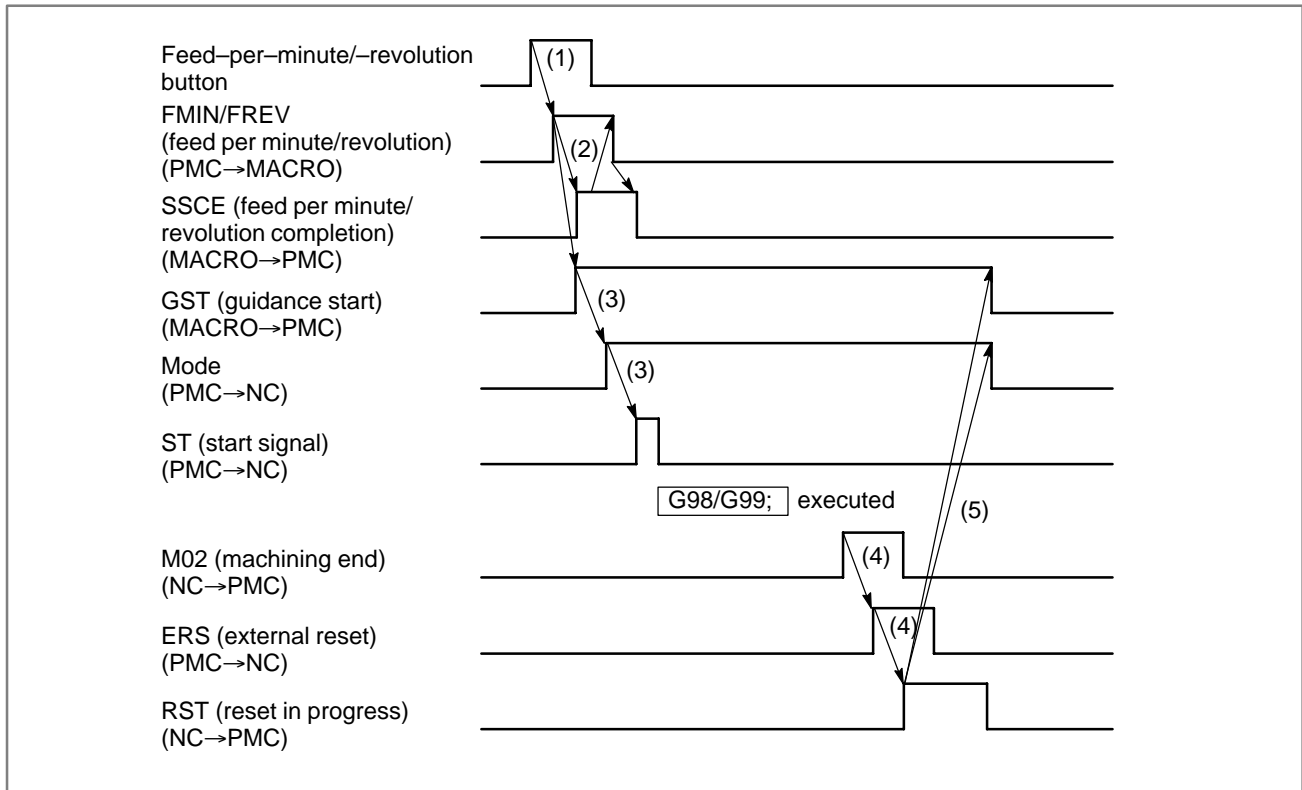 Feed–per–minute/–revolution
button
(1)
FMIN/FREV
(feed per minute/revolution)
(PMC→MACRO)
(2)
SSCE (feed per minute/
revolution completion)
(MACRO→PMC)
GST (guidance start)
(MACRO→PMC)
(3)
Mode
(PMC→NC)
(3)
ST (start signal)
(PMC→NC)
G98/G99; executed
(5)
M02 (machining end)
(NC→PMC)
(4)
ERS (external reset)
(PMC→NC)
(4)
RST (reset in progress)
(NC→PMC)